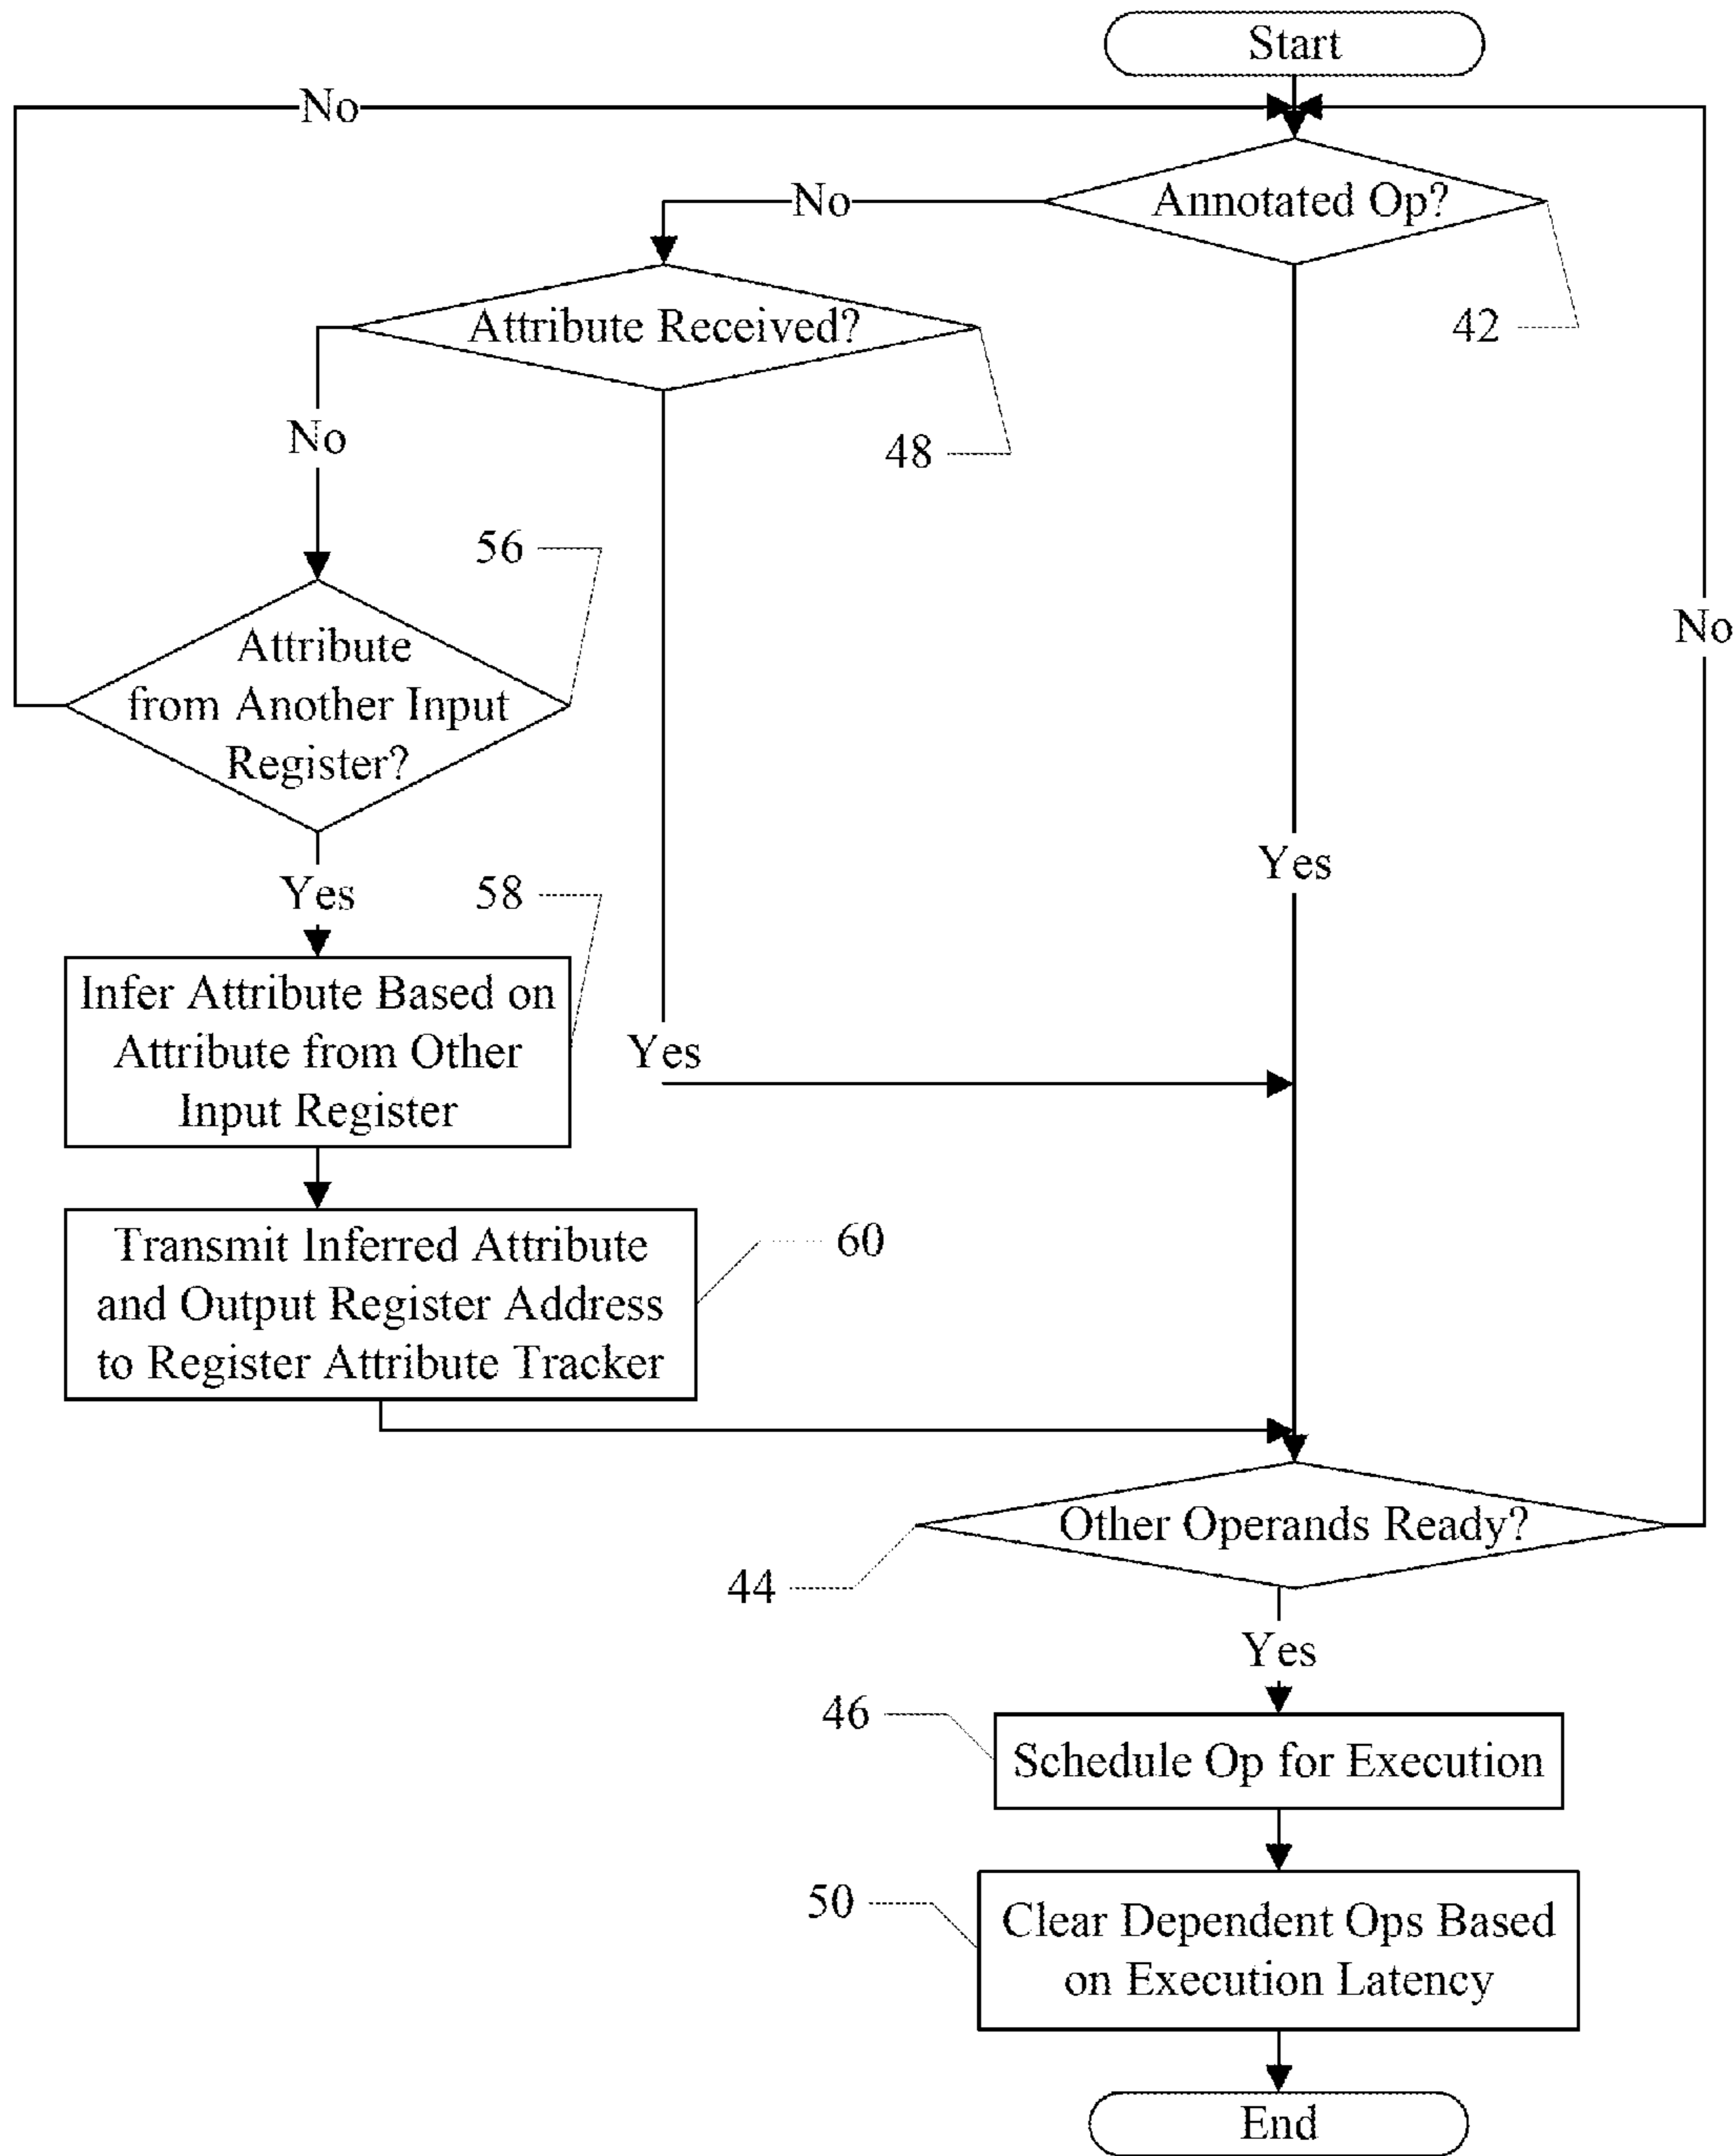 Start
No
No
Annotated Op?
Attribute Received?
42
No
48
56
No
Attribute
from Another Input
Register?
Yes
Yes
58
Infer Attribute Based on
Attribute from Other
Input Register
Yes
Transmit Inferred Attribute
and Output Register Address
to Register Attribute Tracker
60
Other Operands Ready?
44
Yes
46
Schedule Op for Execution
50
Clear Dependent Ops Based
on Execution Latency
End